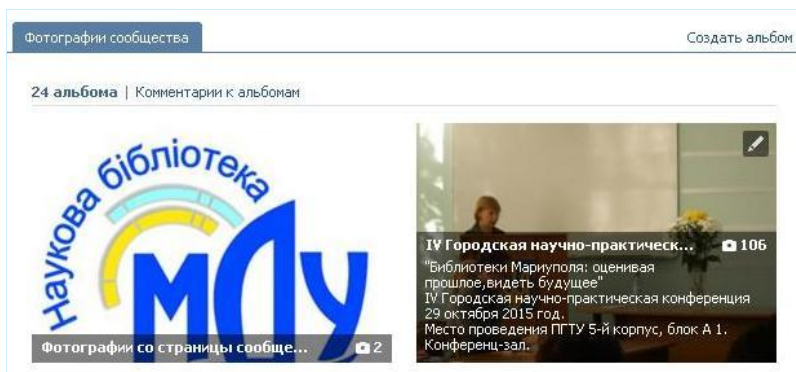 Фотографии сообщества
Создать альбом
24 альбома | Комментарии к альбомам
Наукова бібліотека
МДУ
Фотографии со страницы сообще... 2
IV Городская научно-практическ... 106
"Библиотеки Мариуполя: оценивая
прошлое,видеть будущее"
IV Городская научно-практическая конференция
29 октября 2015 год.
Место проведения ПГТУ 5-й корпус, блок А 1.
Конференц-зал.